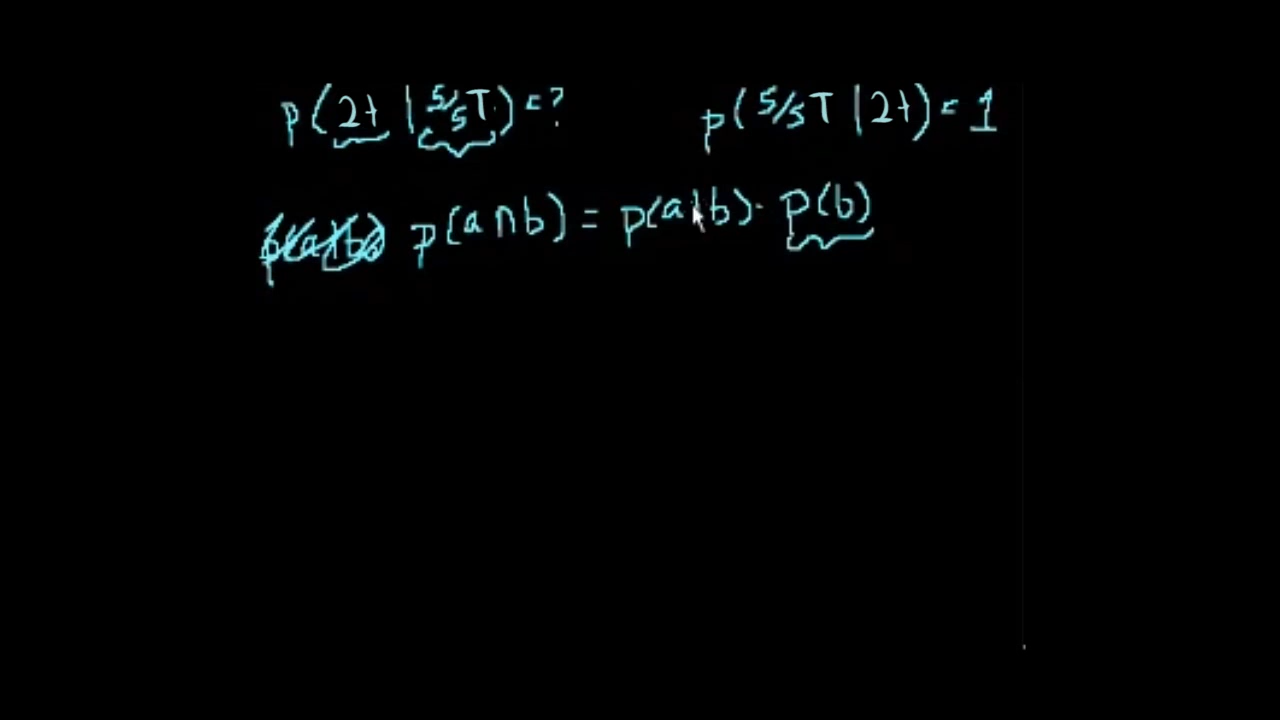 p(2t | 5/5T) = ? p(5/5T | 2t) = 1
p(a∩b) = p(a|b) · p(b)